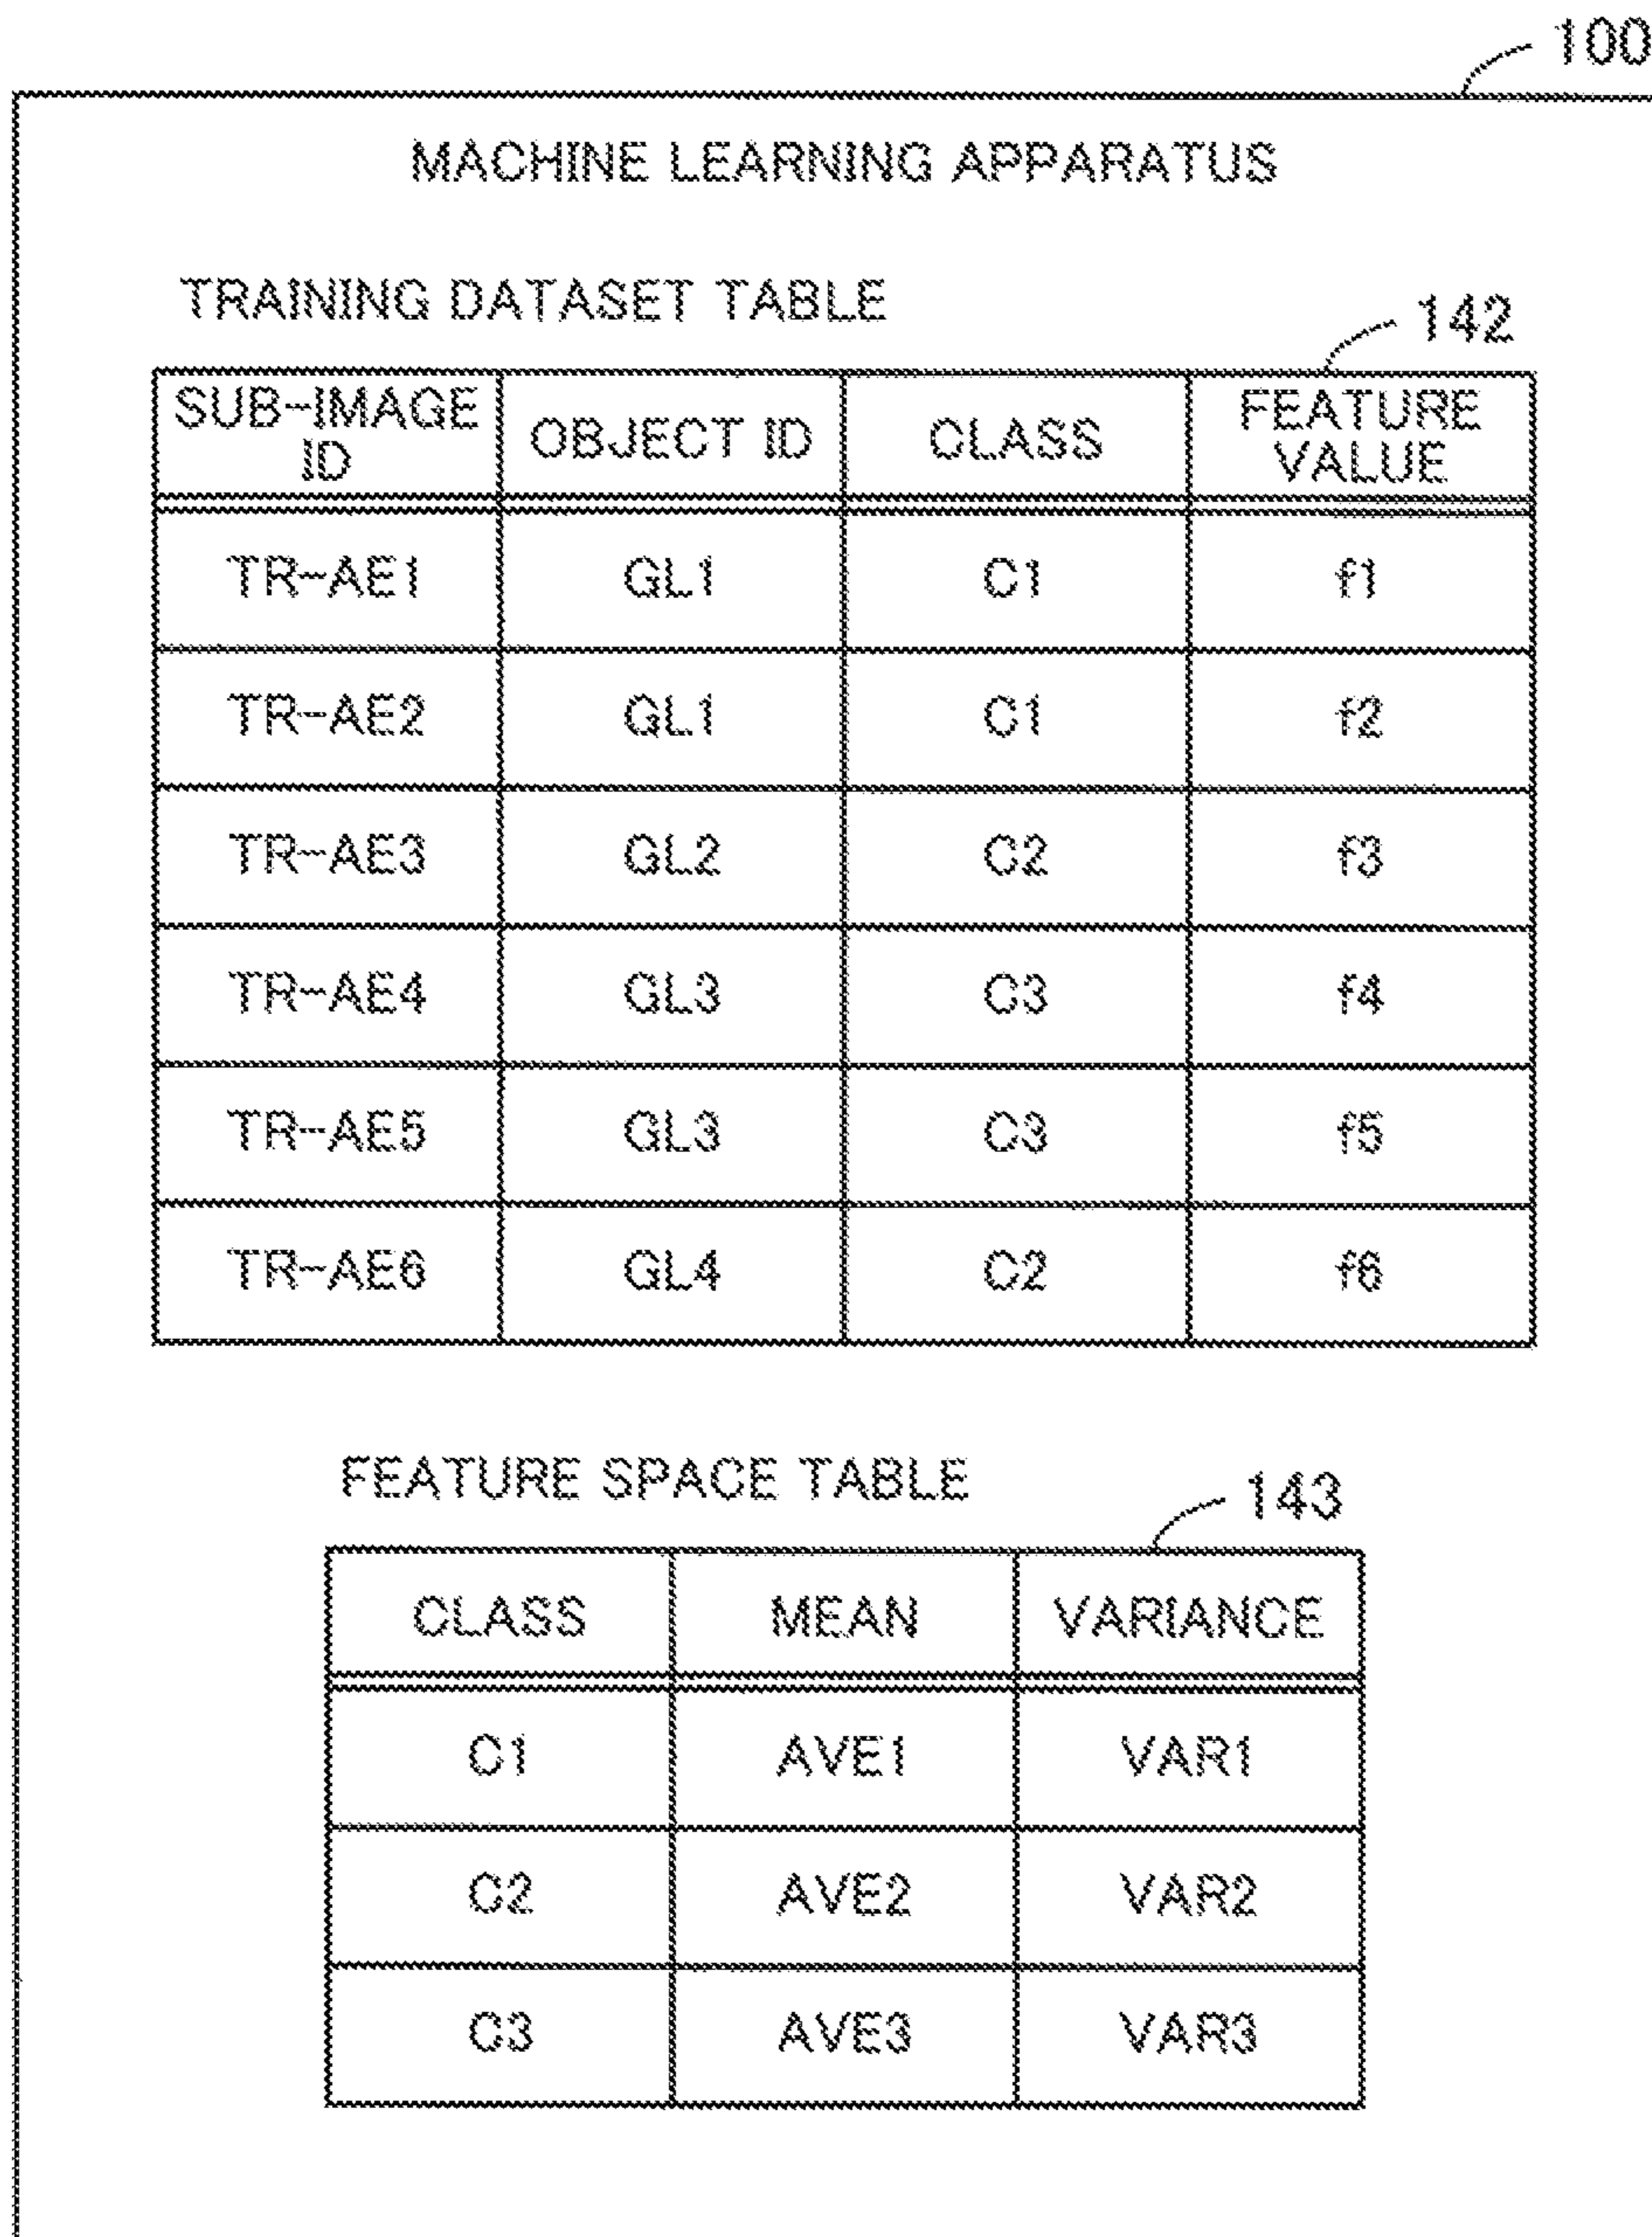 100
MACHINE LEARNING APPARATUS
TRAINING DATASET TABLE
142
SUB-IMAGE ID OBJECT ID CLASS FEATURE VALUE
TR-AE1 GL1 C1 f1
TR-AE2 GL1 C1 f2
TR-AE3 GL2 C2 f3
TR-AE4 GL3 C3 f4
TR-AE5 GL3 C3 f5
TR-AE6 GL4 C2 f6
FEATURE SPACE TABLE
143
CLASS MEAN VARIANCE
C1 AVE1 VAR1
C2 AVE2 VAR2
C3 AVE3 VAR3